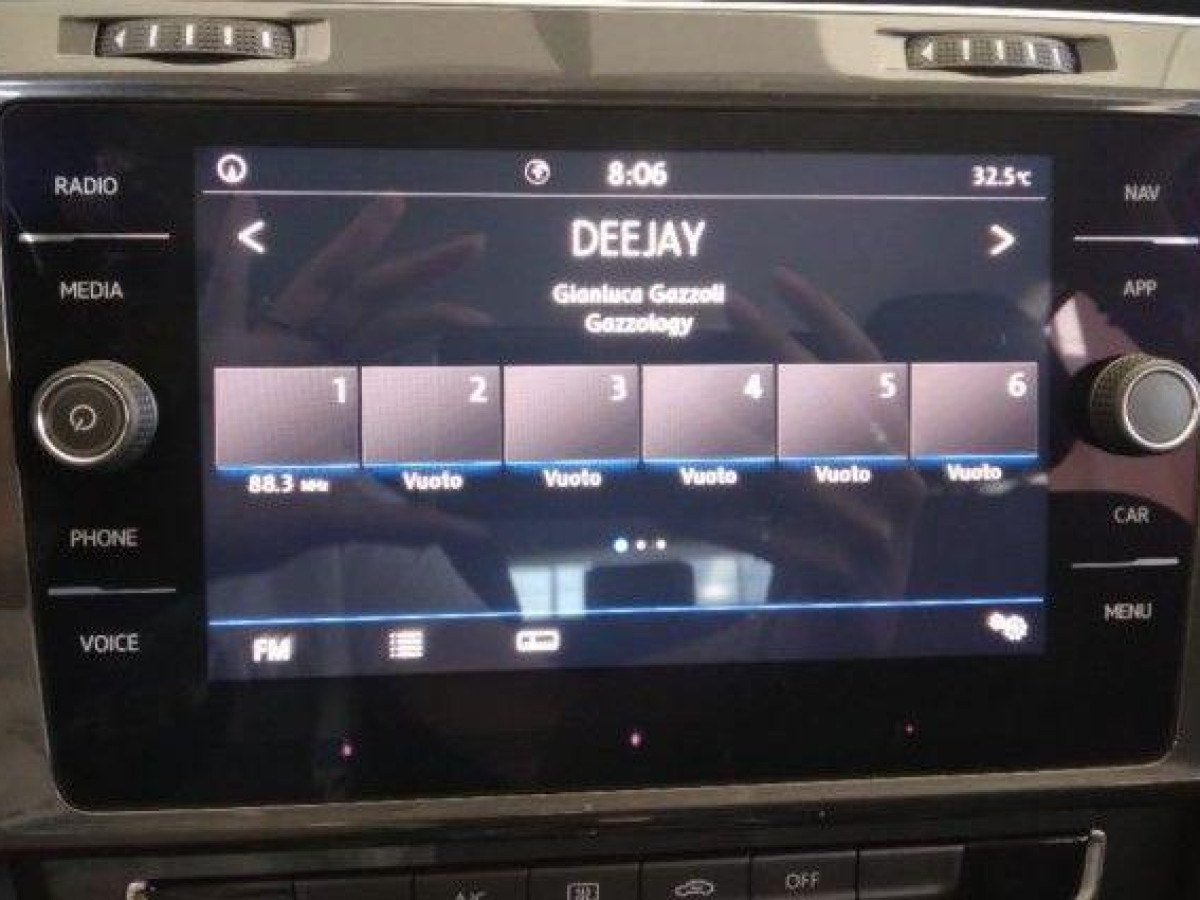 RADIO
MEDIA
PHONE
VOICE
8:06
32.5°C
<
DEEJAY
>
Gianluca Gazzoli
Gazzology
1
2
3
4
5
6
88.3 MHz
Vuoto
Vuoto
Vuoto
Vuoto
Vuoto
FM
NAV
APP
CAR
MENU
A/C
OFF